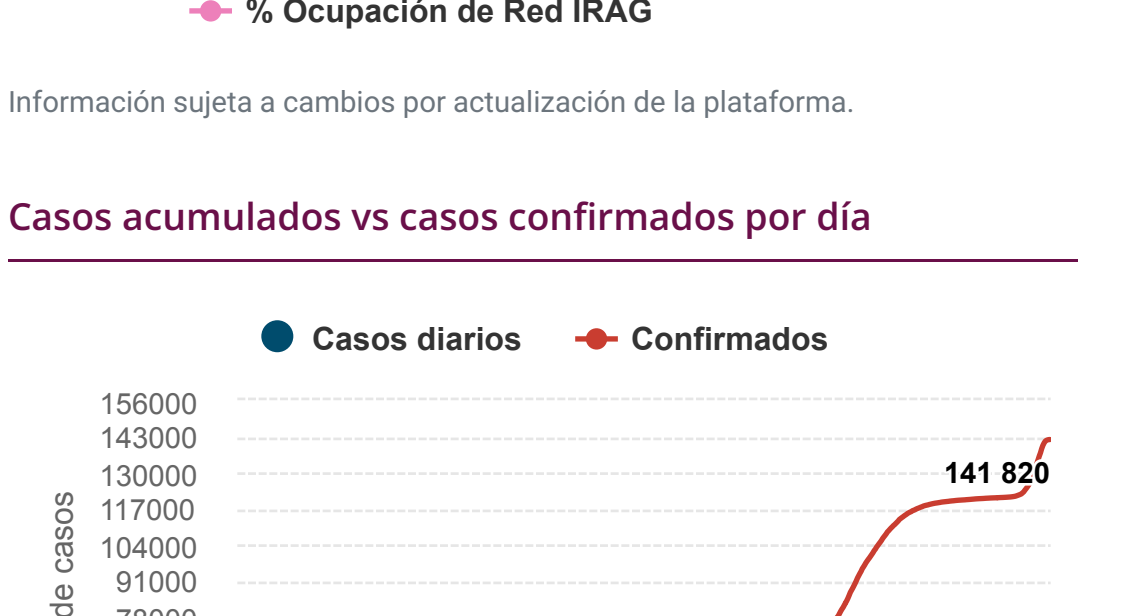 % Ocupación de Red IRAG
Información sujeta a cambios por actualización de la plataforma.
Casos acumulados vs casos confirmados por día
Casos diarios
Confirmados
156000
143000
130000
141 820
117000
104000
91000
78000
de casos